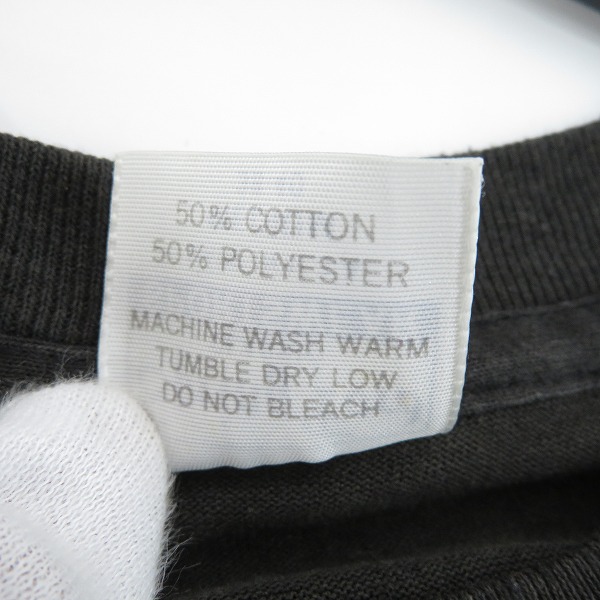 50% COTTON
50% POLYESTER
MACHINE WASH WARM
TUMBLE DRY LOW
DO NOT BLEACH